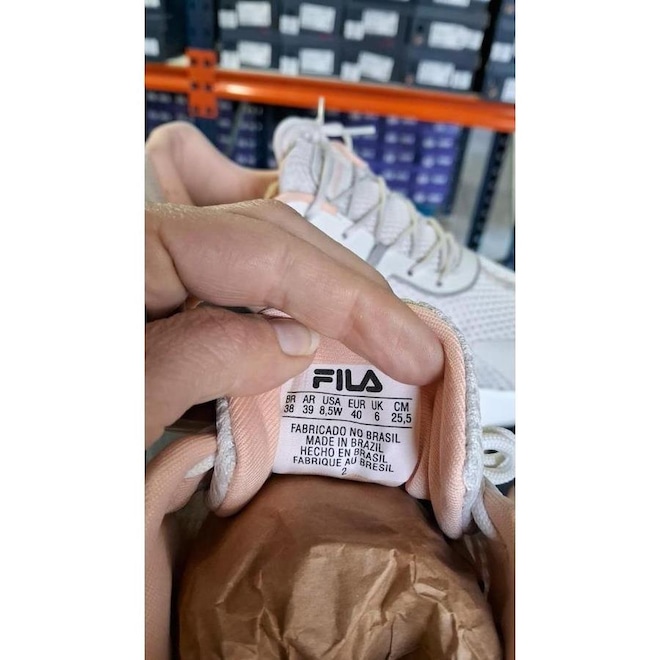 FILA
BR AR USA EUR UK CM
38 39 8,5W 40 6 25,5
FABRICADO NO BRASIL
MADE IN BRAZIL
HECHO EN BRASIL
FABRIQUE AU BRESIL
2